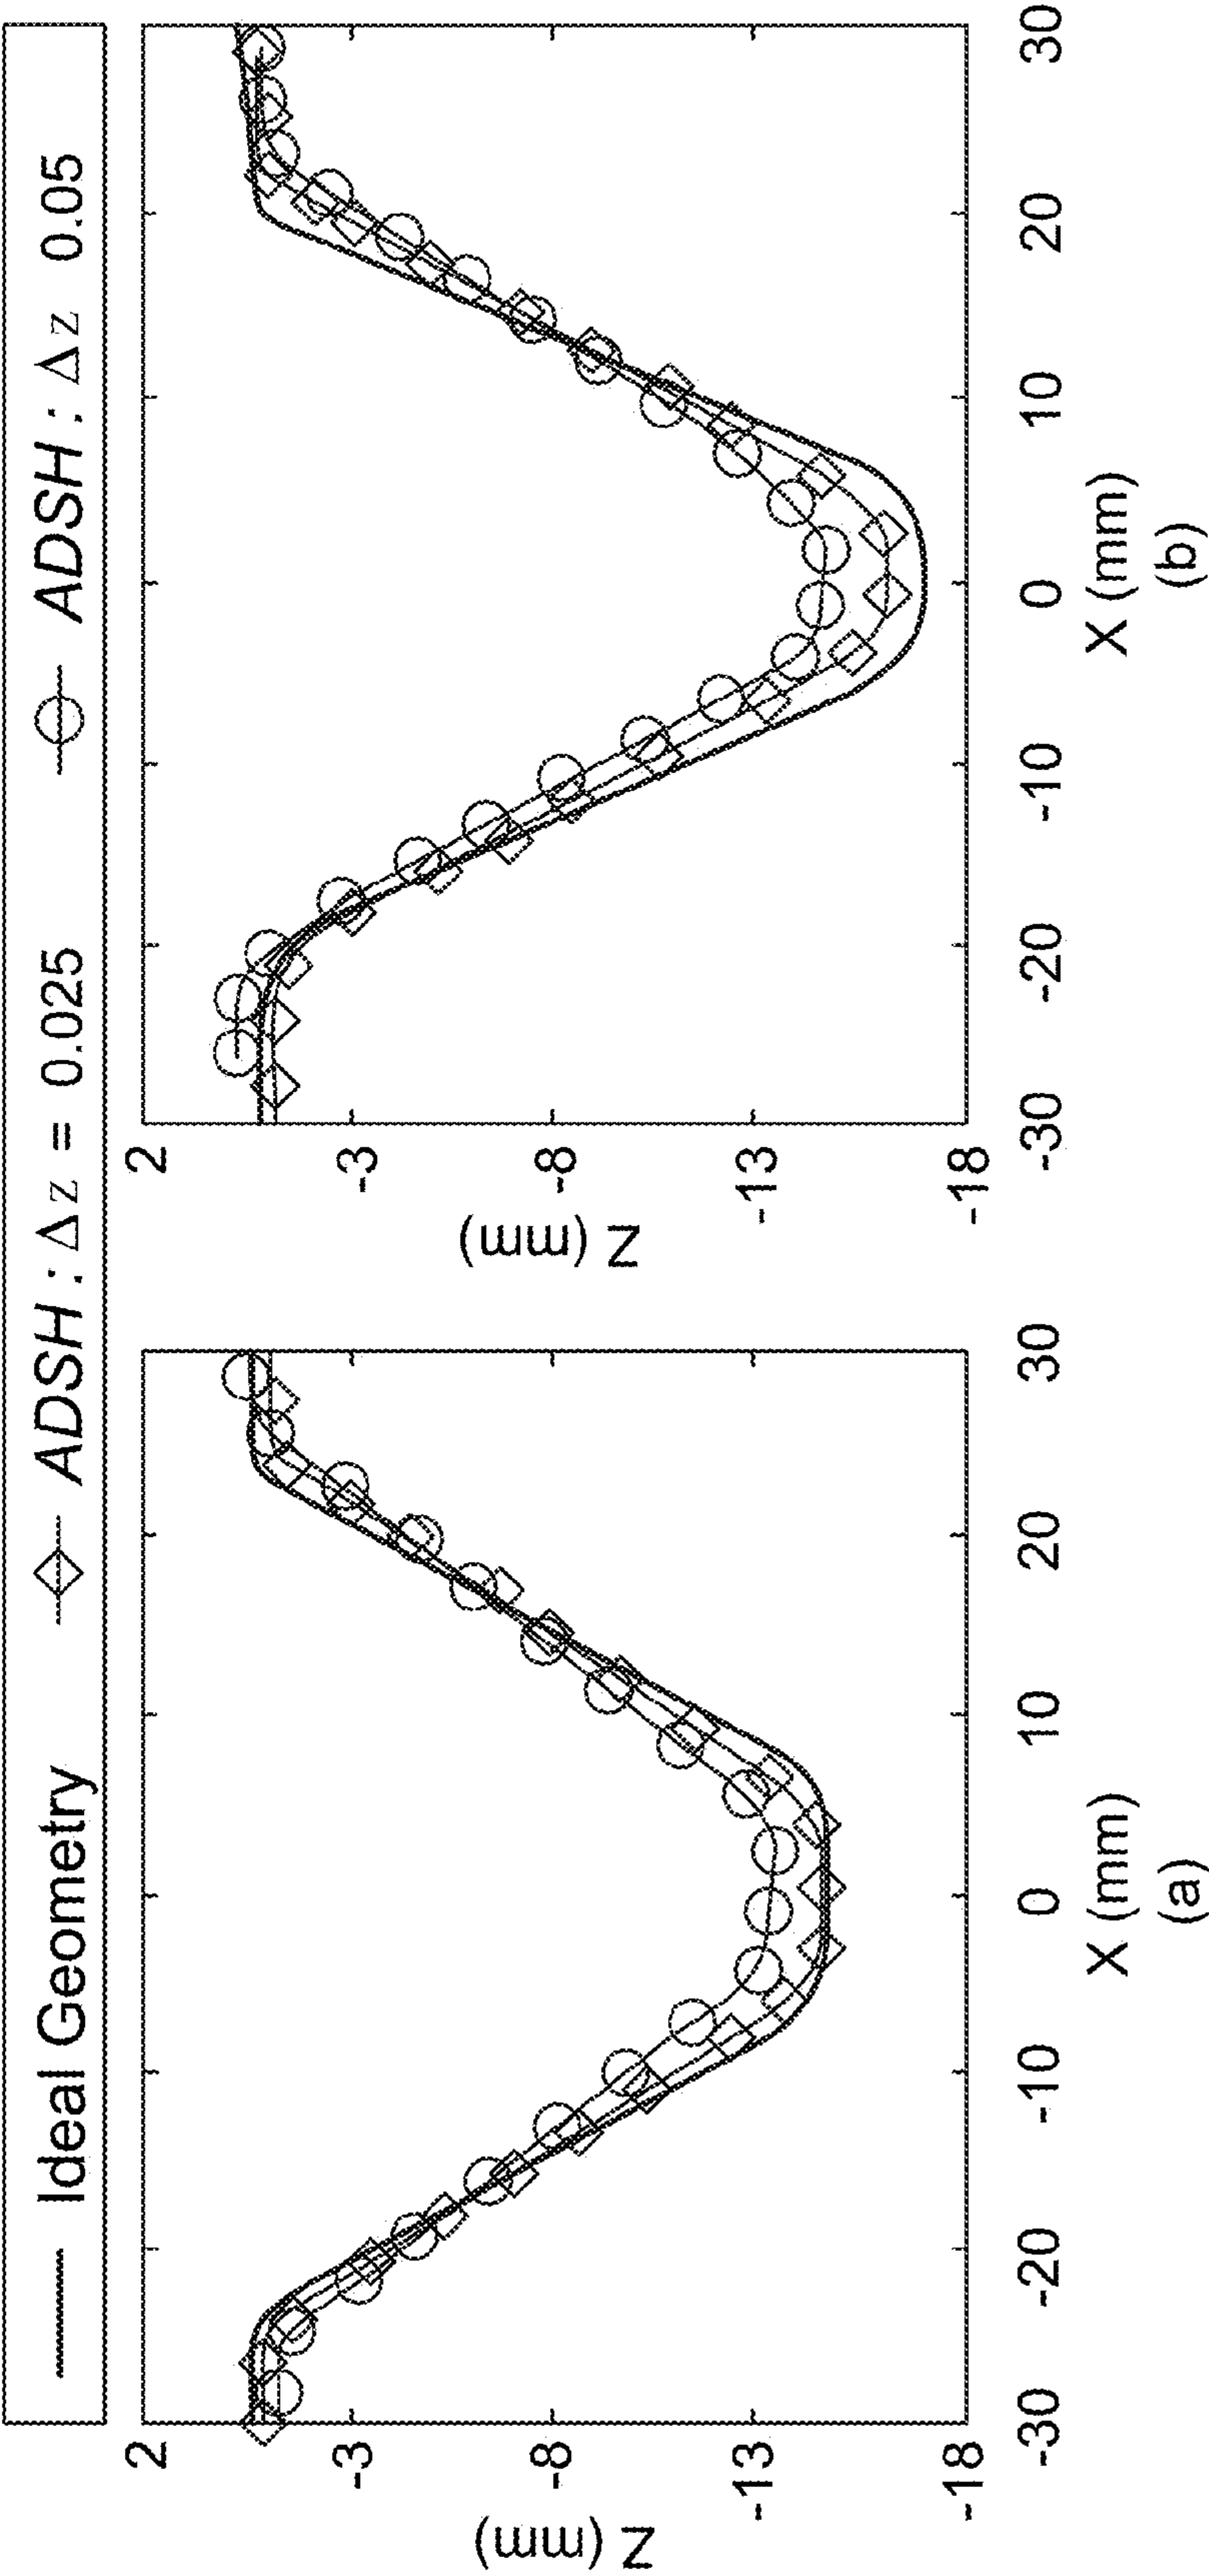 Ideal Geometry
ADSH : Δz = 0.025
ADSH : Δz 0.05
Z (mm)
2
-3
-8
-13
-18
-30
-20
-10
0
10
20
30
X (mm)
(a)
Z (mm)
2
-3
-8
-13
-18
-30
-20
-10
0
10
20
30
X (mm)
(b)